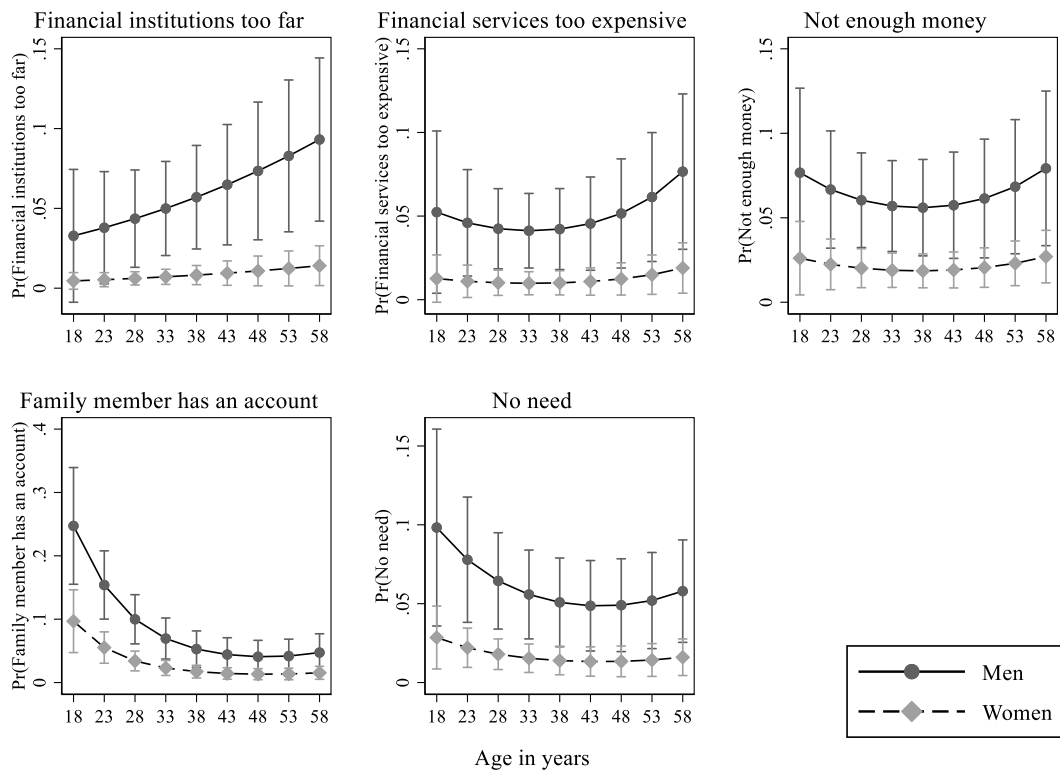 Financial institutions too far
Pr(Financial institutions too far)
.15
.1
.05
0
18 23 28 33 38 43 48 53 58
Financial services too expensive
Pr(Financial services too expensive)
.15
.1
.05
0
18 23 28 33 38 43 48 53 58
Not enough money
Pr(Not enough money)
.15
.1
.05
0
18 23 28 33 38 43 48 53 58
Family member has an account
Pr(Family member has an account)
.4
.3
.2
.1
0
18 23 28 33 38 43 48 53 58
No need
Pr(No need)
.15
.1
.05
0
18 23 28 33 38 43 48 53 58
Men
Women
Age in years